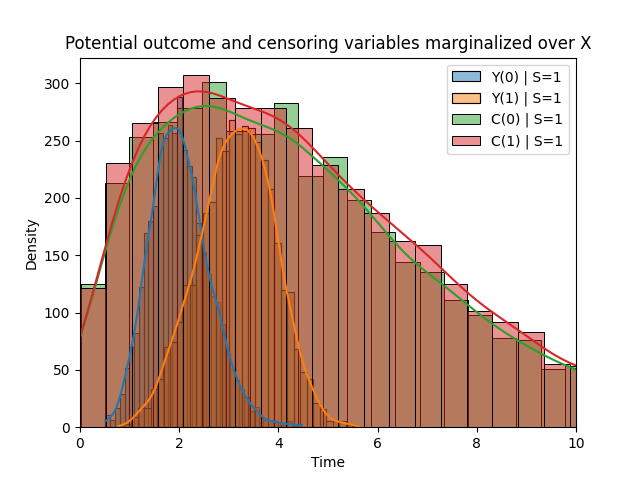 Potential outcome and censoring variables marginalized over X
Y(0) | S=1
Y(1) | S=1
C(0) | S=1
C(1) | S=1
Density
300
250
200
150
100
50
0
0 2 4 6 8 10
Time